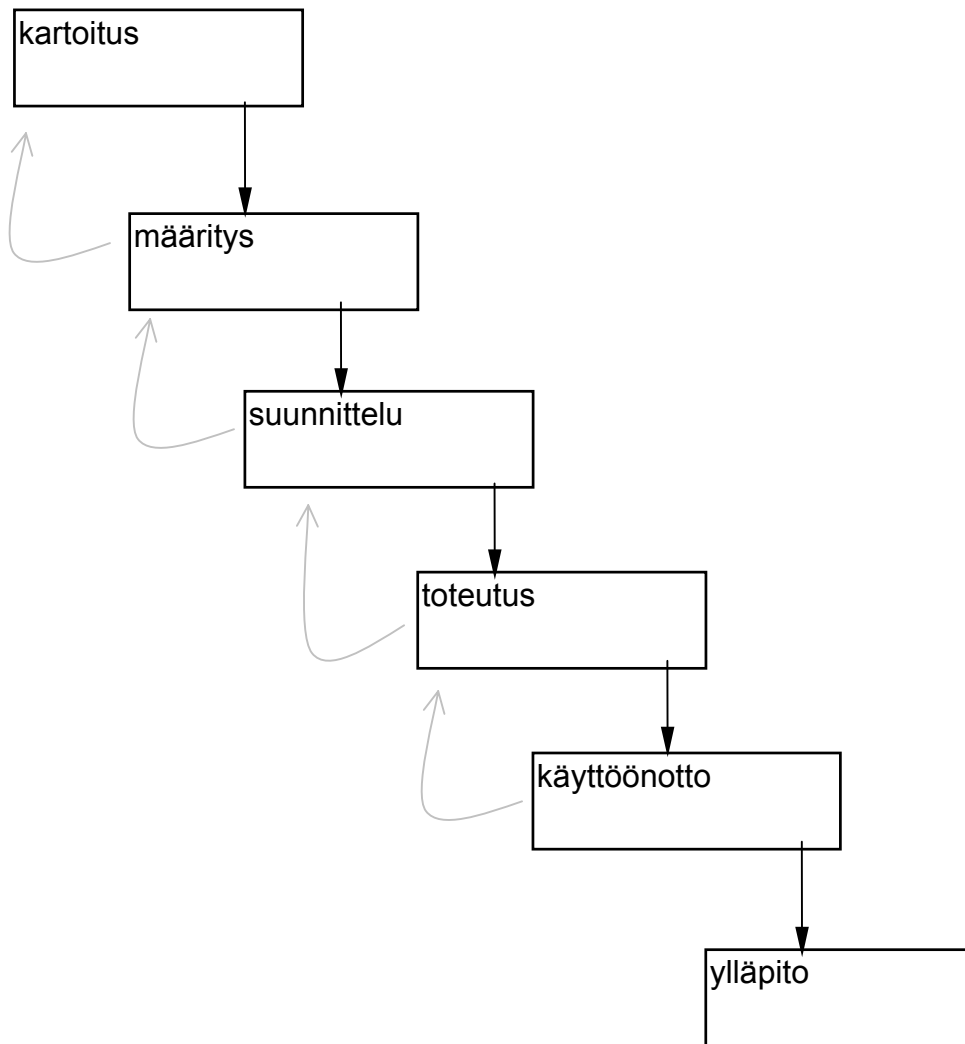 kartoitus
määritys
suunnittelu
toteutus
käyttöönotto
ylläpito